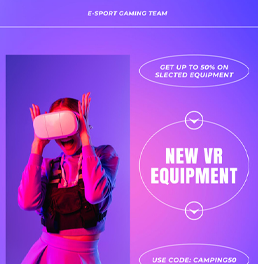 E-SPORT GAMING TEAM
GET UP TO 50% ON
SLECTED EQUIPMENT
NEW VR
EQUIPMENT
USE CODE: CAMPING50